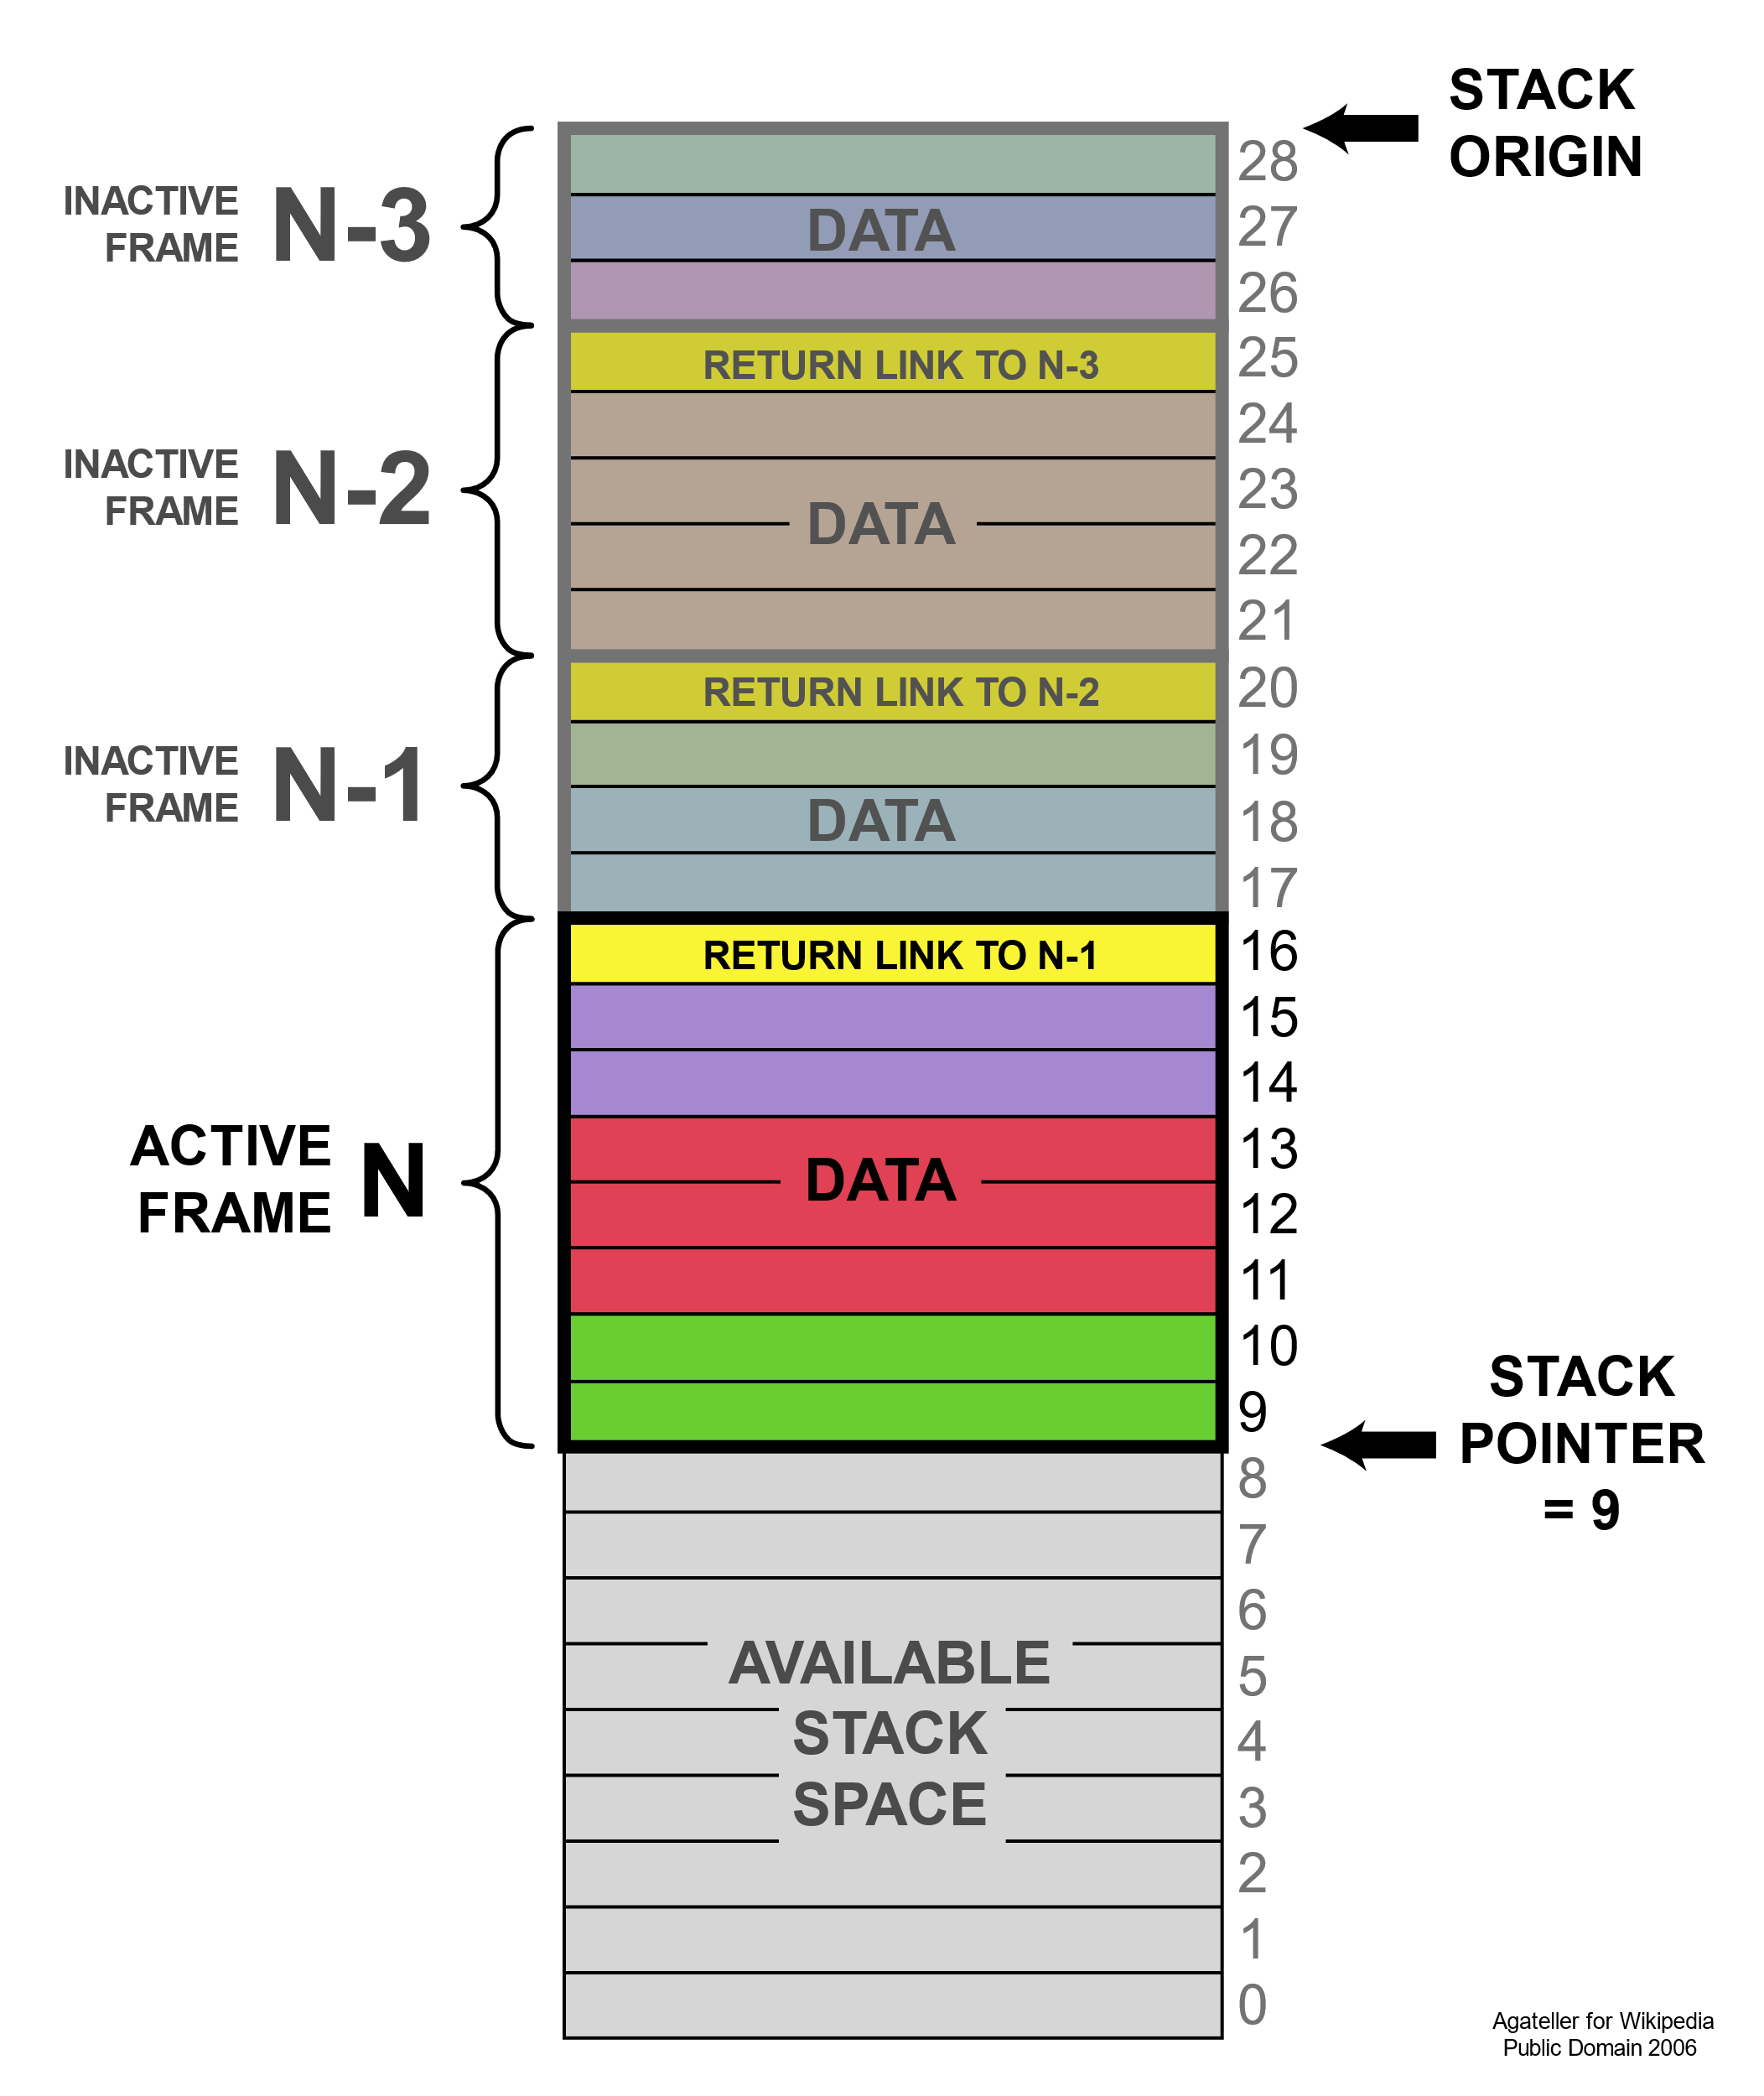 STACK
ORIGIN
28
INACTIVE
FRAME
N-3
DATA
27
26
RETURN LINK TO N-3
25
24
INACTIVE
FRAME
N-2
23
DATA
22
21
RETURN LINK TO N-2
20
19
INACTIVE
FRAME
N-1
DATA
18
17
RETURN LINK TO N-1
16
15
14
ACTIVE
FRAME
N
13
DATA
12
11
10
9
STACK
POINTER
= 9
8
7
6
AVAILABLE
STACK
SPACE
5
4
3
2
1
0
Agateller for Wikipedia
Public Domain 2006